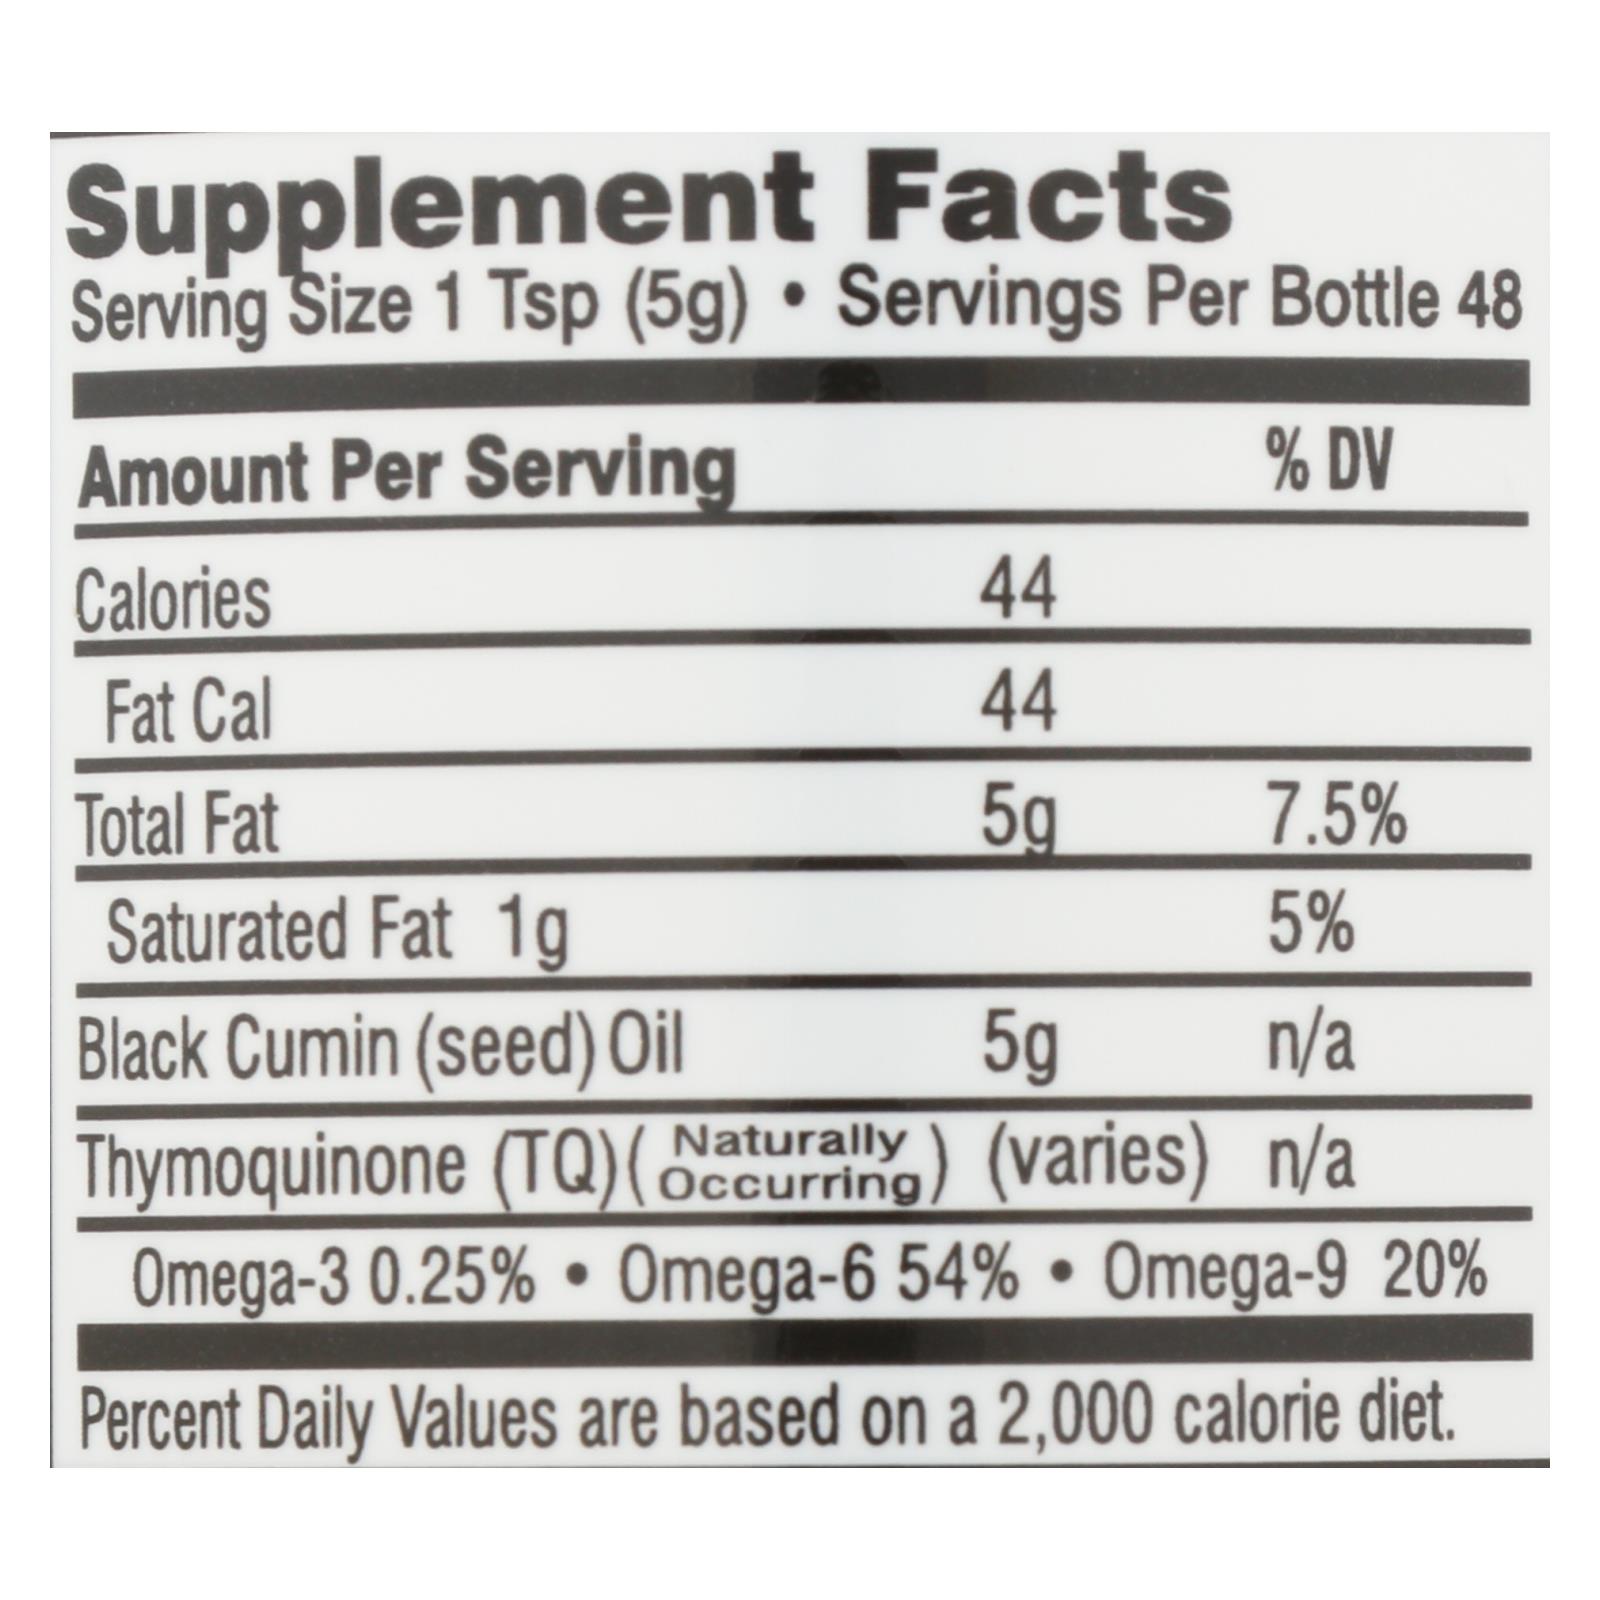 Supplement Facts
Serving Size 1 Tsp (5g) • Servings Per Bottle 48
Amount Per Serving % DV
Calories 44
Fat Cal 44
Total Fat 5g 7.5%
Saturated Fat 1g 5%
Black Cumin (seed) Oil 5g n/a
Thymoquinone (TQ) (Naturally Occurring) (varies) n/a
Omega-3 0.25% • Omega-6 54% • Omega-9 20%
Percent Daily Values are based on a 2,000 calorie diet.